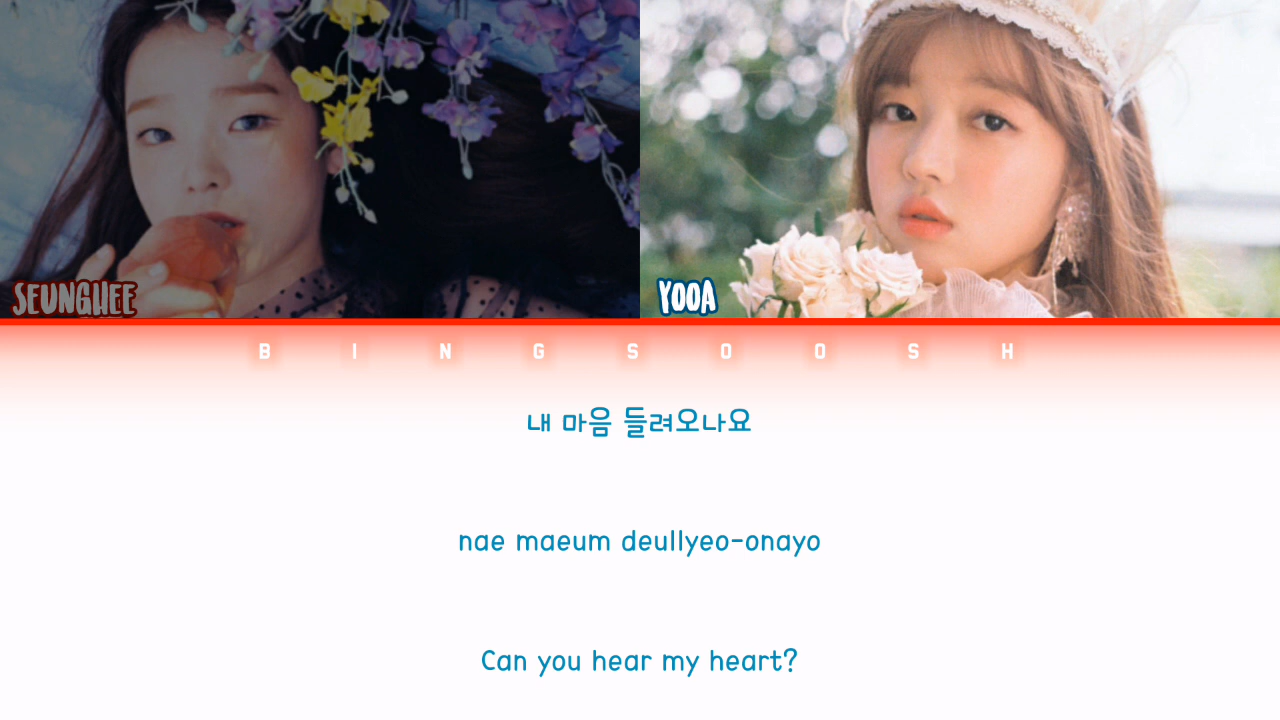 SEUNGHEE
YOOA
BINGSOOSH
내 마음 들려오나요
nae maeum deullyeo-onayo
Can you hear my heart?